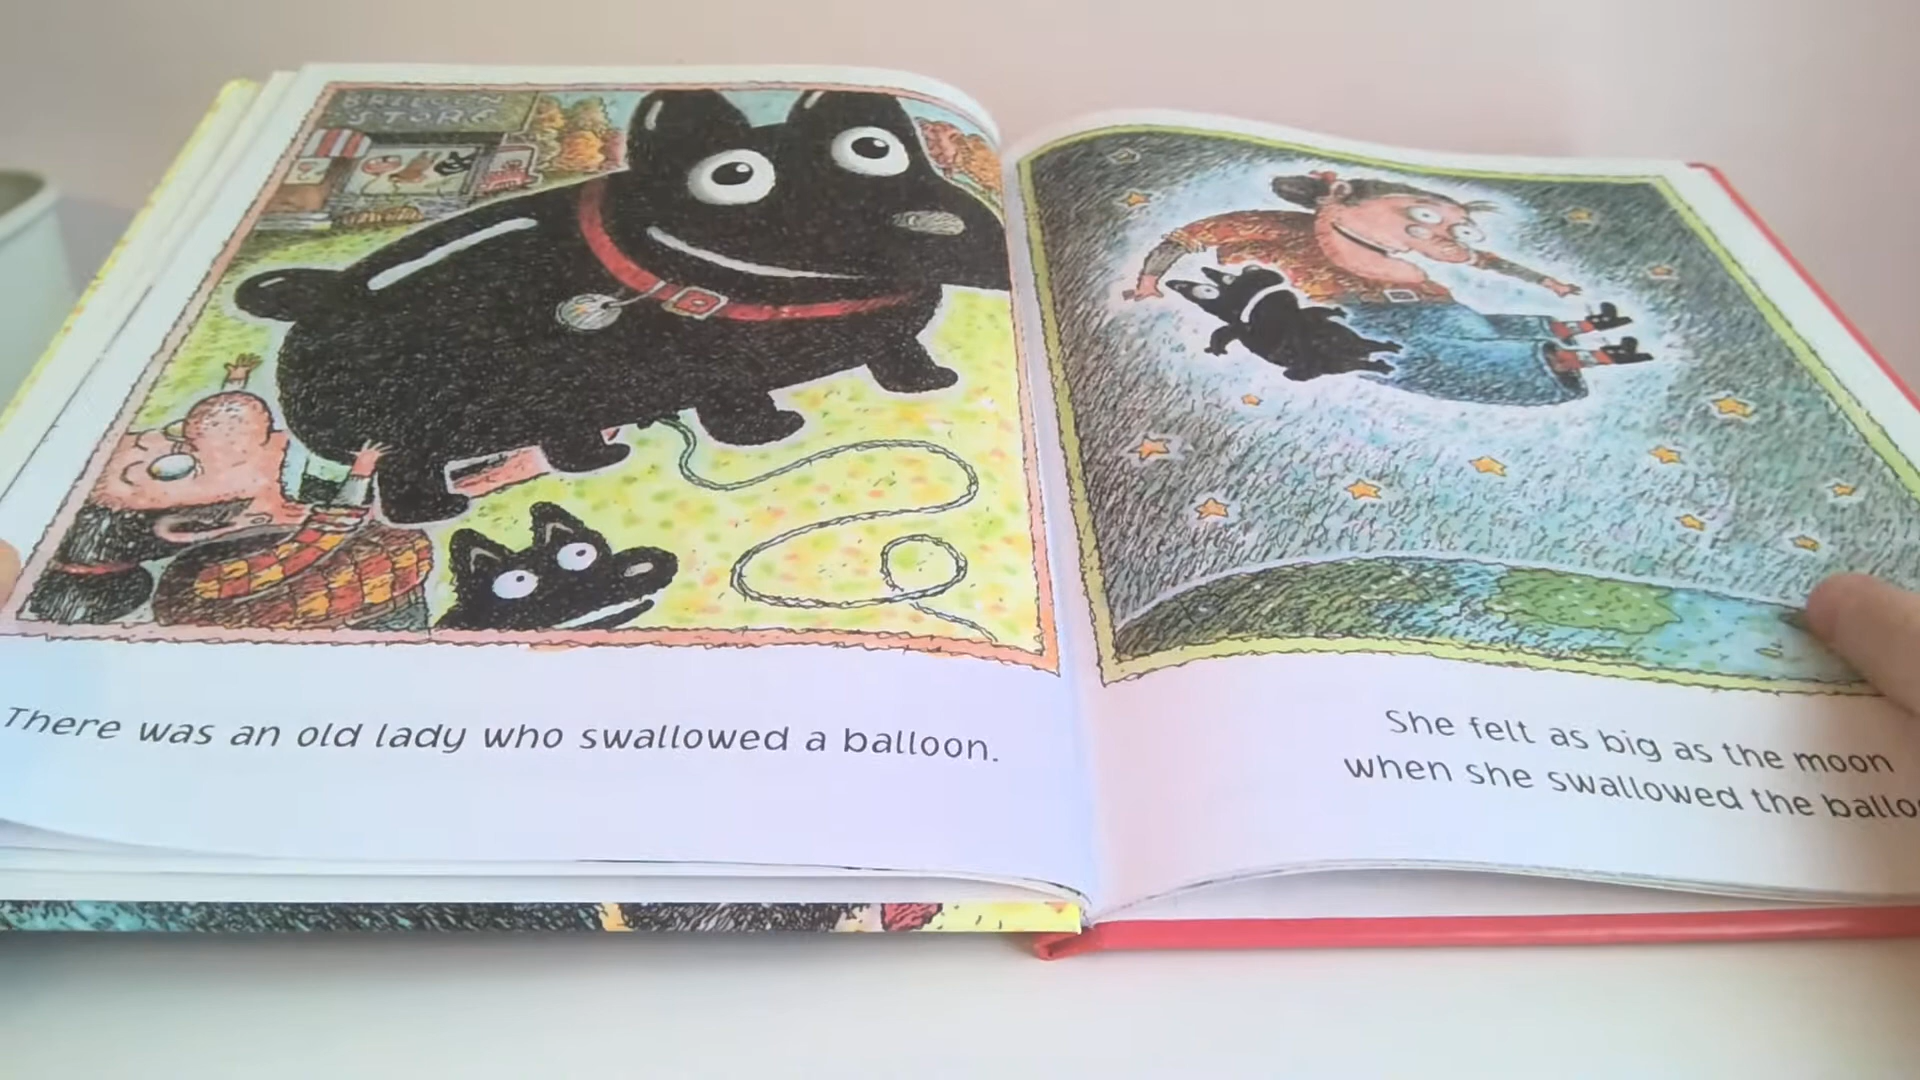 BALLOON
STORE
There was an old lady who swallowed a balloon.
She felt as big as the moon
when she swallowed the ballo